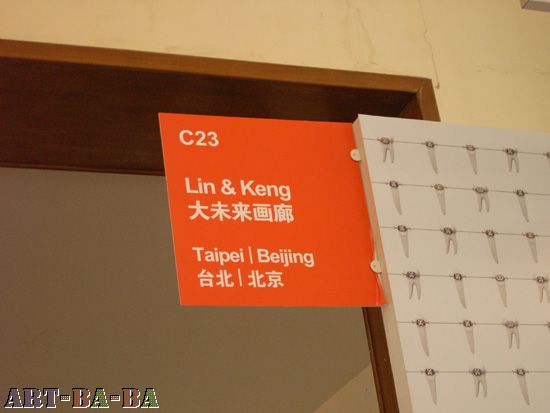 C23
Lin & Keng
大未来画廊
Taipei | Beijing
台北 | 北京
ART-BA-BA